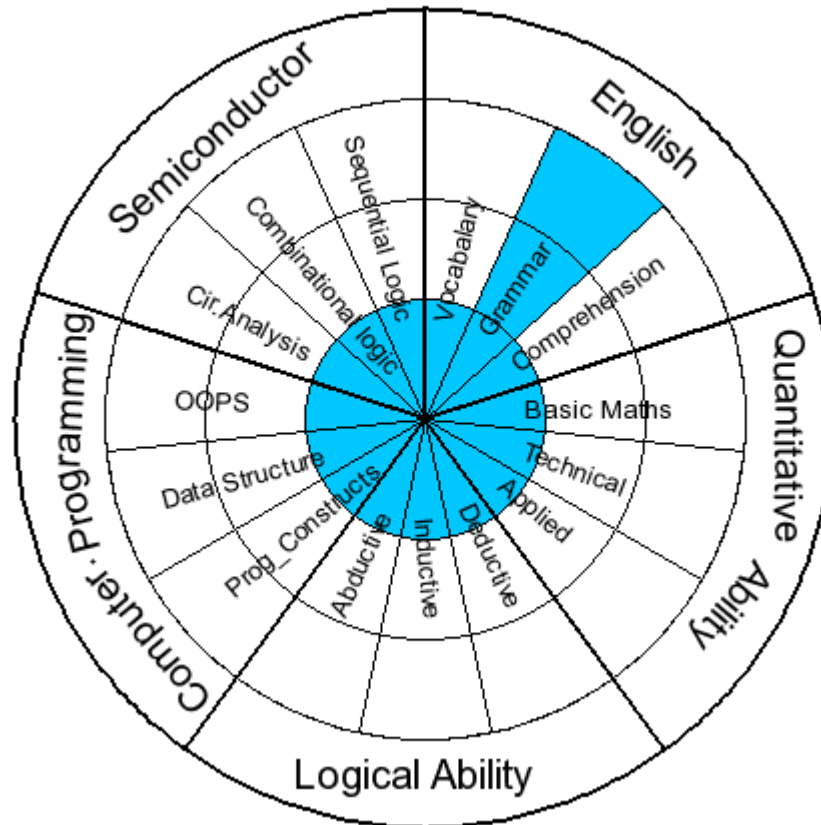 Semiconductor
English
Sequential Logic
Combinational logic
Cir.Analysis
Vocabalary
Grammar
Comprehension
OOPS
Data Structure
Prog_Constructs
Basic Maths
Technical
Applied
Abductive
Inductive
Deductive
Computer. Programming
Quantitative Ability
Logical Ability